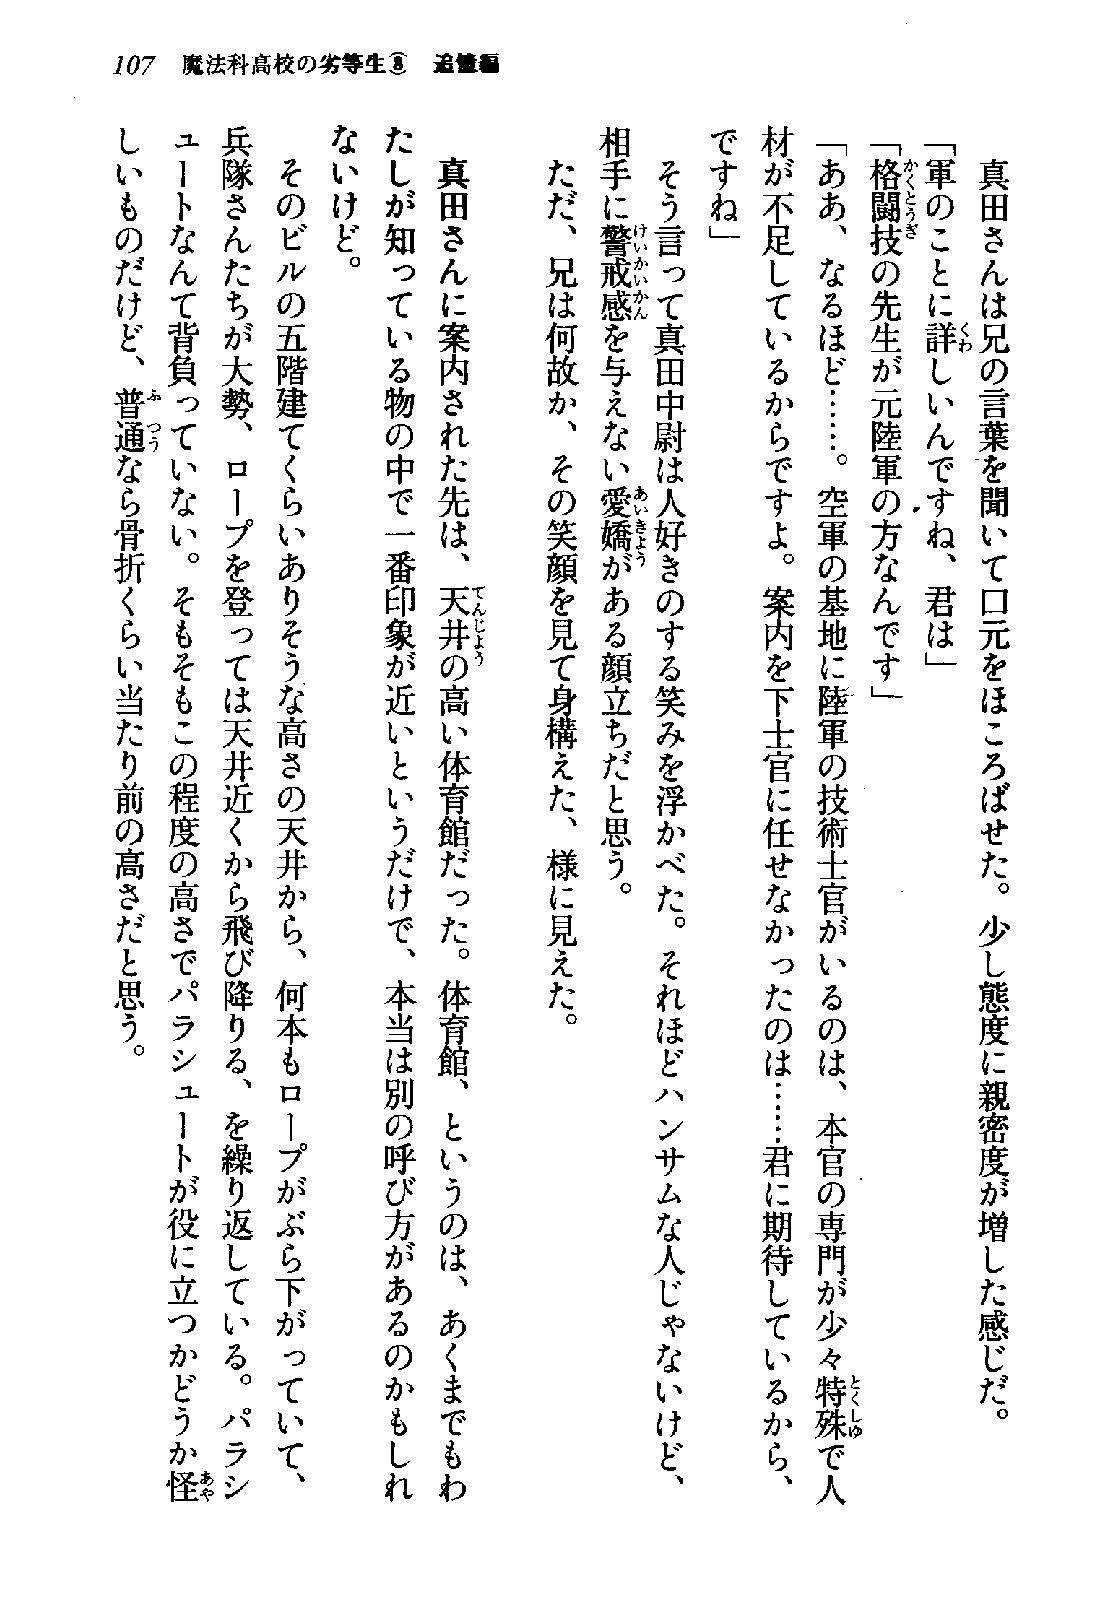 107　魔法科高校の劣等生⑧　追憶編
　真田さんは兄の言葉を聞いて口元をほころばせた。少し態度に親密度が増した感じだ。
「軍のことに詳しいんですね、君は」
「格闘技の先生が元陸軍の方なんです」
「ああ、なるほど……。空軍の基地に陸軍の技術士官がいるのは、本官の専門が少々特殊で人
材が不足しているからですよ。案内を下士官に任せなかったのは……君に期待しているから、
ですね」
　そう言って真田中尉は人好きのする笑みを浮かべた。それほどハンサムな人じゃないけど、
相手に警戒感を与えない愛嬌がある顔立ちだと思う。
　ただ、兄は何故か、その笑顔を見て身構えた、様に見えた。
　真田さんに案内された先は、天井の高い体育館だった。体育館、というのは、あくまでもわ
たしが知っている物の中で一番印象が近いというだけで、本当は別の呼び方があるのかもしれ
ないけど。
　そのビルの五階建てくらいありそうな高さの天井から、何本もロープがぶら下がっていて、
兵隊さんたちが大勢、ロープを登っては天井近くから飛び降りる、を繰り返している。パラシ
ュートなんて背負っていない。そもそもこの程度の高さでパラシュートが役に立つかどうか怪
しいものだけど、普通なら骨折くらい当たり前の高さだと思う。